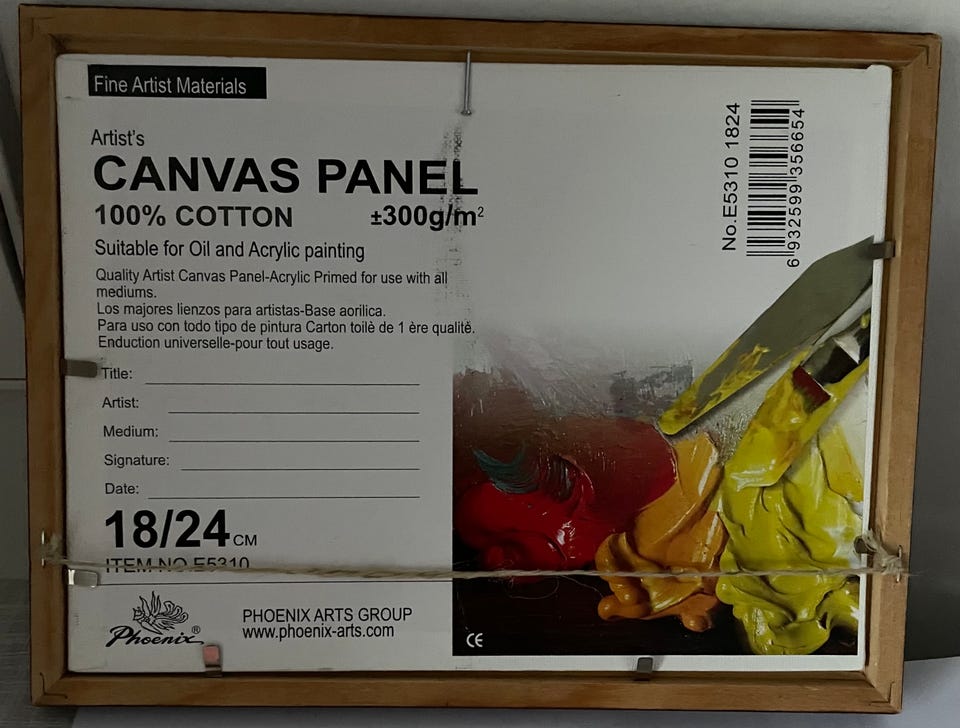 Fine Artist Materials
Artist's
CANVAS PANEL
100% COTTON ±300g/m²
Suitable for Oil and Acrylic painting
Quality Artist Canvas Panel-Acrylic Primed for use with all
mediums.
Los majores lienzos para artistas-Base aorilica.
Para uso con todo tipo de pintura Carton toilè de 1 ère qualitê.
Enduction universelle-pour tout usage.
Title:
Artist:
Medium:
Signature:
Date:
18/24CM
ITEM NO.E5310
Phoenix®
PHOENIX ARTS GROUP
www.phoenix-arts.com
CE
No.E5310 1824
6 932599 356654